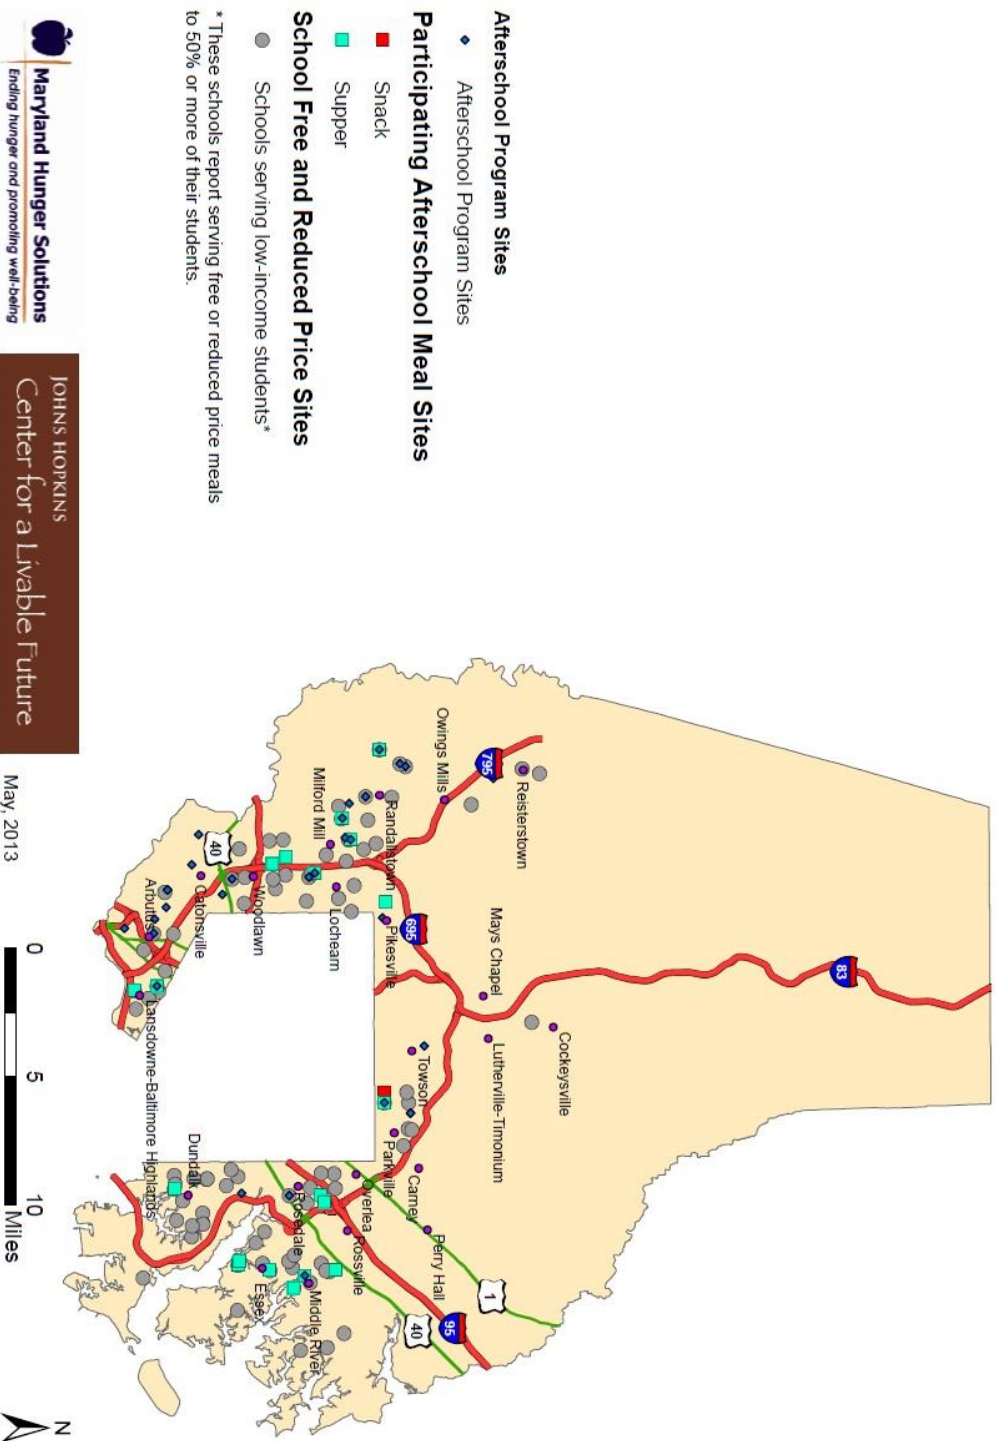 Afterschool Program Sites
Afterschool Program Sites
Participating Afterschool Meal Sites
Snack
Supper
School Free and Reduced Price Sites
Schools serving low-income students*
* These schools report serving free or reduced price meals
to 50% or more of their students.
Maryland Hunger Solutions
Ending hunger and promoting well-being
JOHNS HOPKINS
Center for a Livable Future
May, 2013
0 5 10 Miles
N
83
Cockeysville
Reisterstown
Mays Chapel
Lutherville-Timonium
795
1
Owings Mills
695
95
Perry Hall
Towson
Carney
40
Randallstown
Pikesville
Parkville
Overlea
Rossville
Milford Mill
Lochearn
Middle River
Rosedale
Woodlawn
Essex
40
Catonsville
Dundalk
Arbutus
Lansdowne-Baltimore Highlands